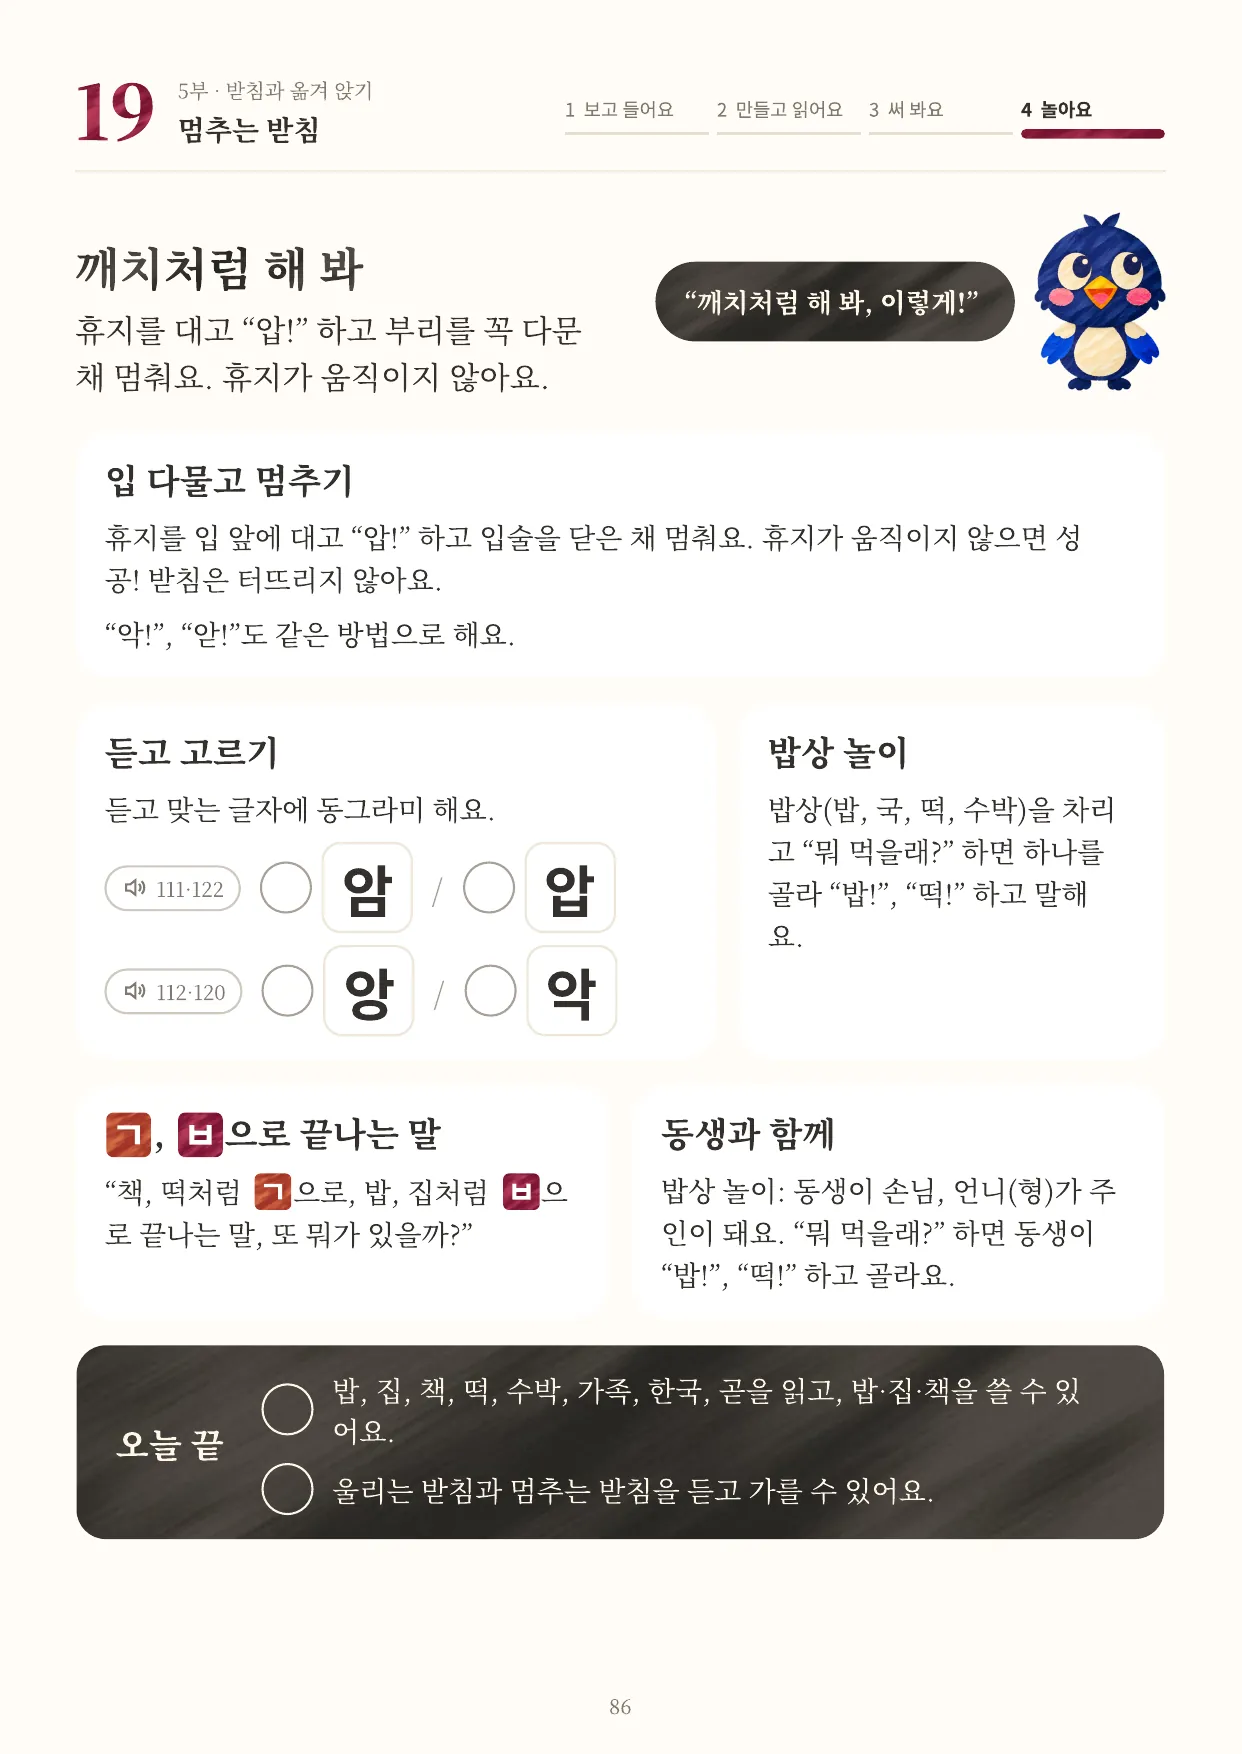 19
5부 · 받침과 옮겨 앉기
멈추는 받침
1 보고 들어요
2 만들고 읽어요
3 써 봐요
4 놀아요
깨치처럼 해 봐
휴지를 대고 “압!” 하고 부리를 꼭 다문
채 멈춰요. 휴지가 움직이지 않아요.
“깨치처럼 해 봐, 이렇게!”
입 다물고 멈추기
휴지를 입 앞에 대고 “압!” 하고 입술을 닫은 채 멈춰요. 휴지가 움직이지 않으면 성
공! 받침은 터뜨리지 않아요.
“악!”, “앋!”도 같은 방법으로 해요.
듣고 고르기
듣고 맞는 글자에 동그라미 해요.
111·122 암 / 압
112·120 앙 / 악
밥상 놀이
밥상(밥, 국, 떡, 수박)을 차리
고 “뭐 먹을래?” 하면 하나를
골라 “밥!”, “떡!” 하고 말해
요.
ㄱ, ㅂ으로 끝나는 말
“책, 떡처럼 ㄱ으로, 밥, 집처럼 ㅂ으
로 끝나는 말, 또 뭐가 있을까?”
동생과 함께
밥상 놀이: 동생이 손님, 언니(형)가 주
인이 돼요. “뭐 먹을래?” 하면 동생이
“밥!”, “떡!” 하고 골라요.
오늘 끝
밥, 집, 책, 떡, 수박, 가족, 한국, 곧을 읽고, 밥·집·책을 쓸 수 있
어요.
울리는 받침과 멈추는 받침을 듣고 가를 수 있어요.
86